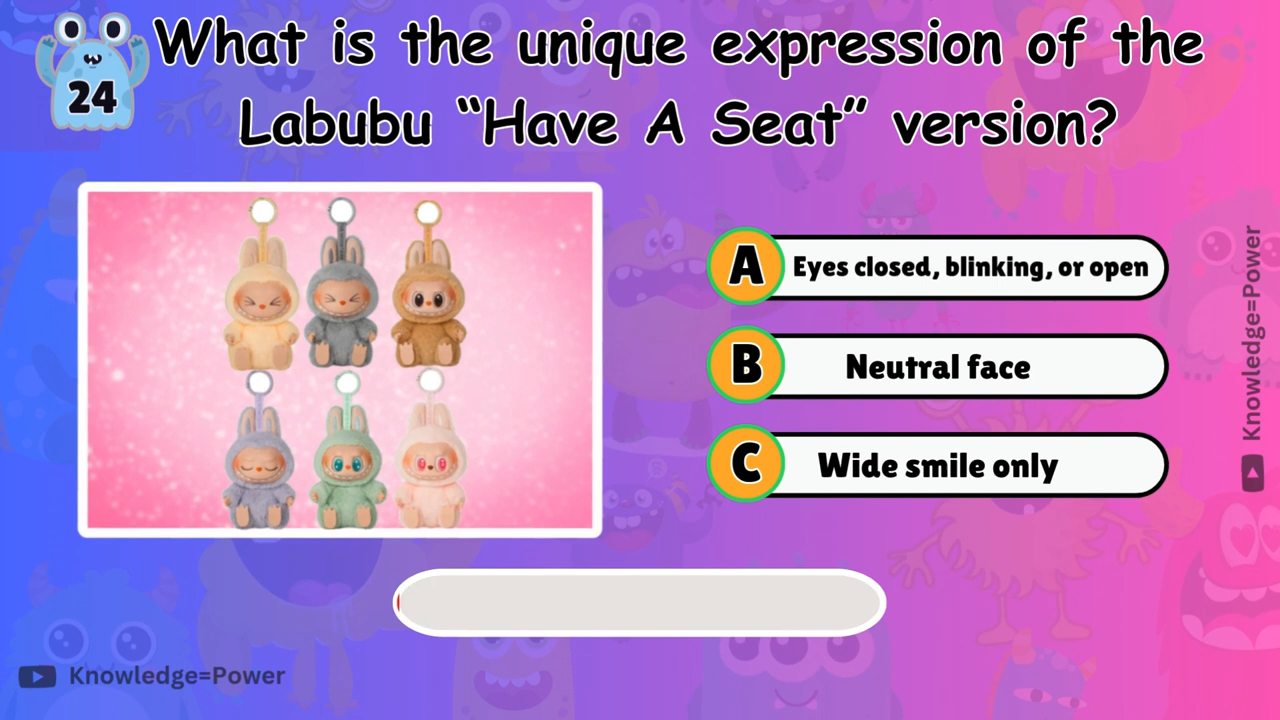 24
What is the unique expression of the
Labubu “Have A Seat” version?
A Eyes closed, blinking, or open
B Neutral face
C Wide smile only
Knowledge=Power
Knowledge=Power